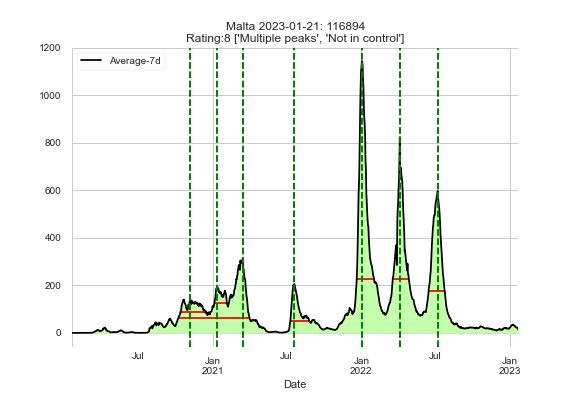 Malta 2023-01-21: 116894
Rating:8 ['Multiple peaks', 'Not in control']
Average-7d
1200
1000
800
600
400
200
0
Jul
Jan
2021
Jul
Jan
2022
Jul
Jan
2023
Date